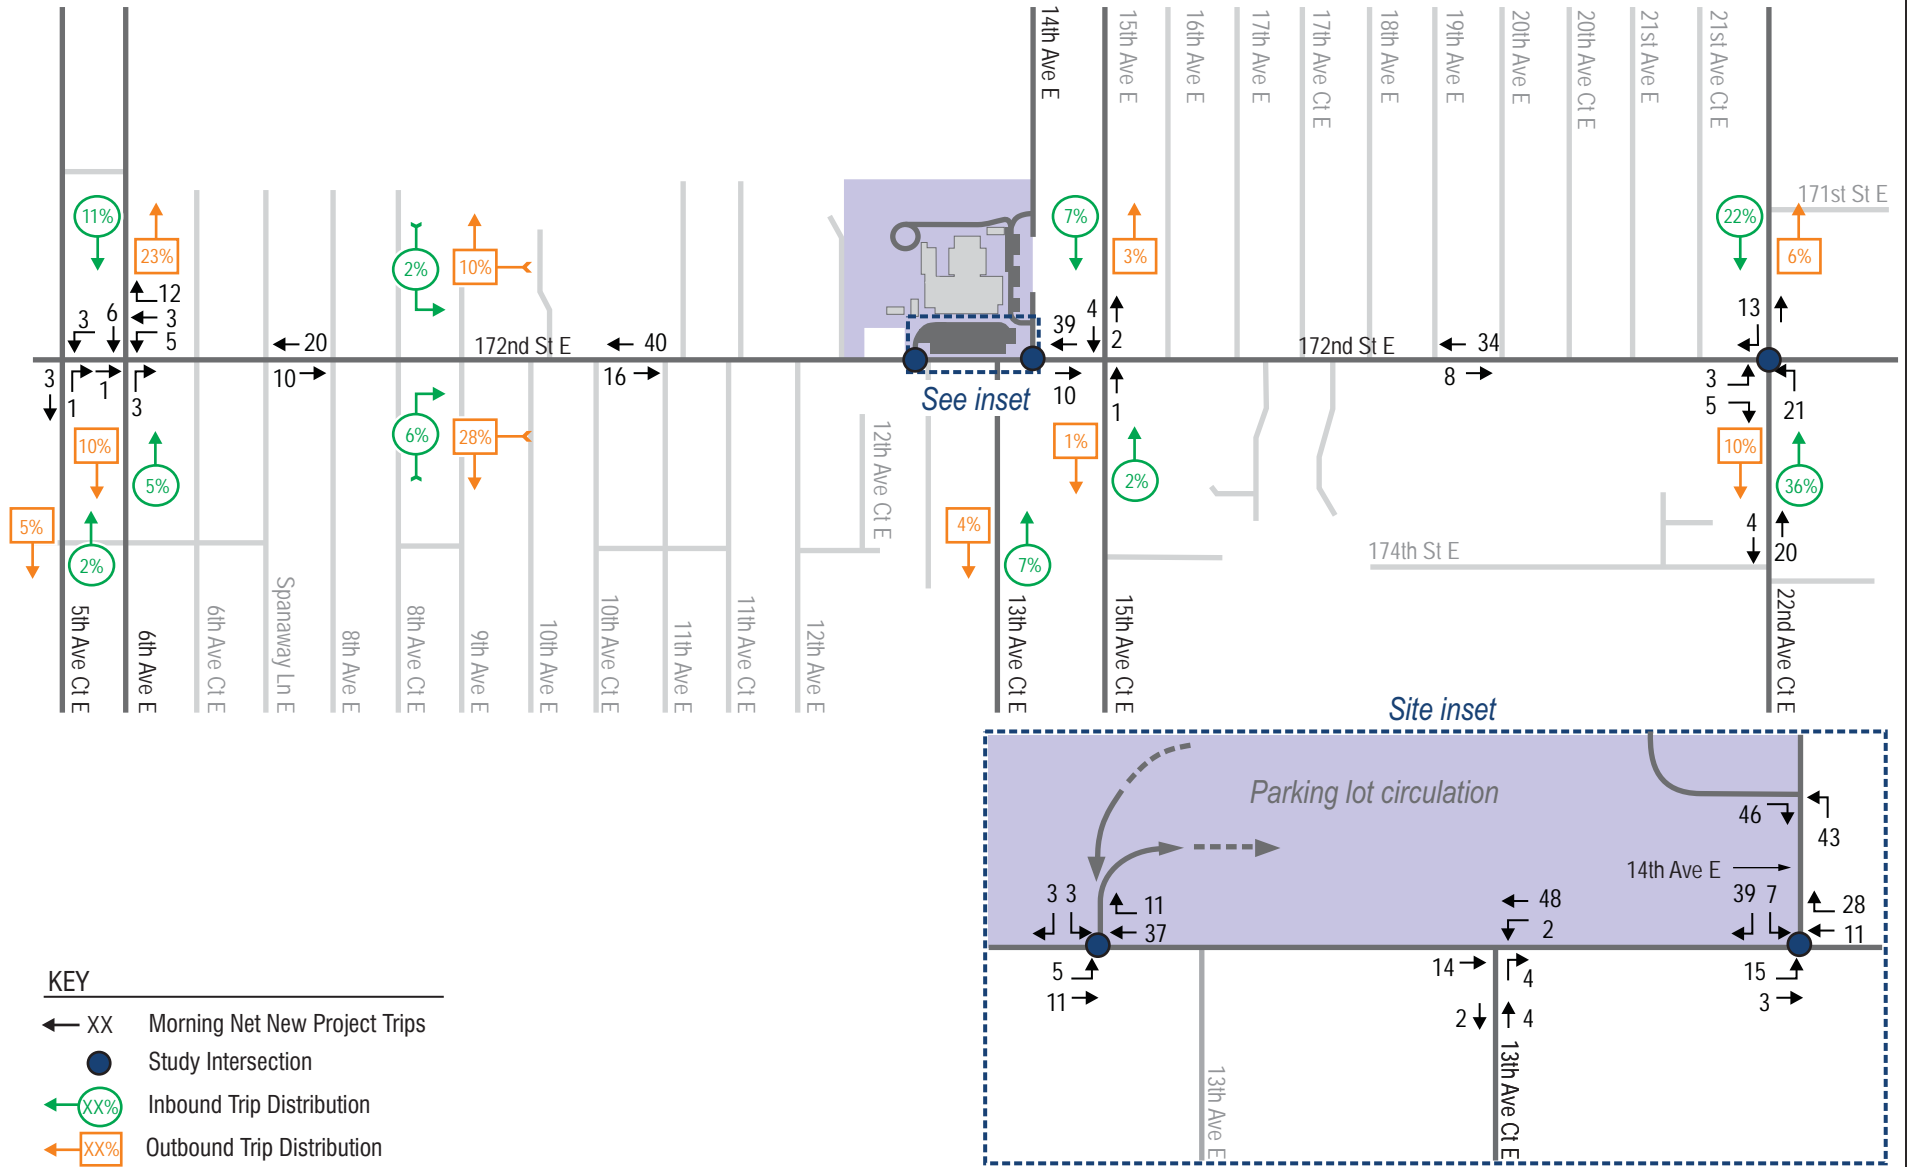 14th Ave E
15th Ave E
16th Ave E
17th Ave E
17th Ave Ct E
18th Ave E
19th Ave E
20th Ave E
20th Ave Ct E
21st Ave E
21st Ave Ct E
171st St E
11%
23%
2%
10%
7%
3%
22%
6%
12
3
6
3
5
20
172nd St E
40
39
4
2
172nd St E
34
13
3
1
1
3
10
16
See inset
10
1
8
3
5
21
10%
5%
6%
28%
12th Ave Ct E
1%
2%
10%
36%
5%
2%
4%
7%
174th St E
4
20
5th Ave Ct E
6th Ave E
6th Ave Ct E
Spanaway Ln E
8th Ave E
8th Ave Ct E
9th Ave E
10th Ave E
10th Ave Ct E
11th Ave E
11th Ave Ct E
12th Ave E
13th Ave Ct E
15th Ave Ct E
22nd Ave Ct E
Site inset
Parking lot circulation
46
43
14th Ave E
3
3
11
37
48
2
39
7
28
11
5
11
14
4
15
3
2
4
13th Ave E
13th Ave Ct E
KEY
XX Morning Net New Project Trips
Study Intersection
XX% Inbound Trip Distribution
XX% Outbound Trip Distribution